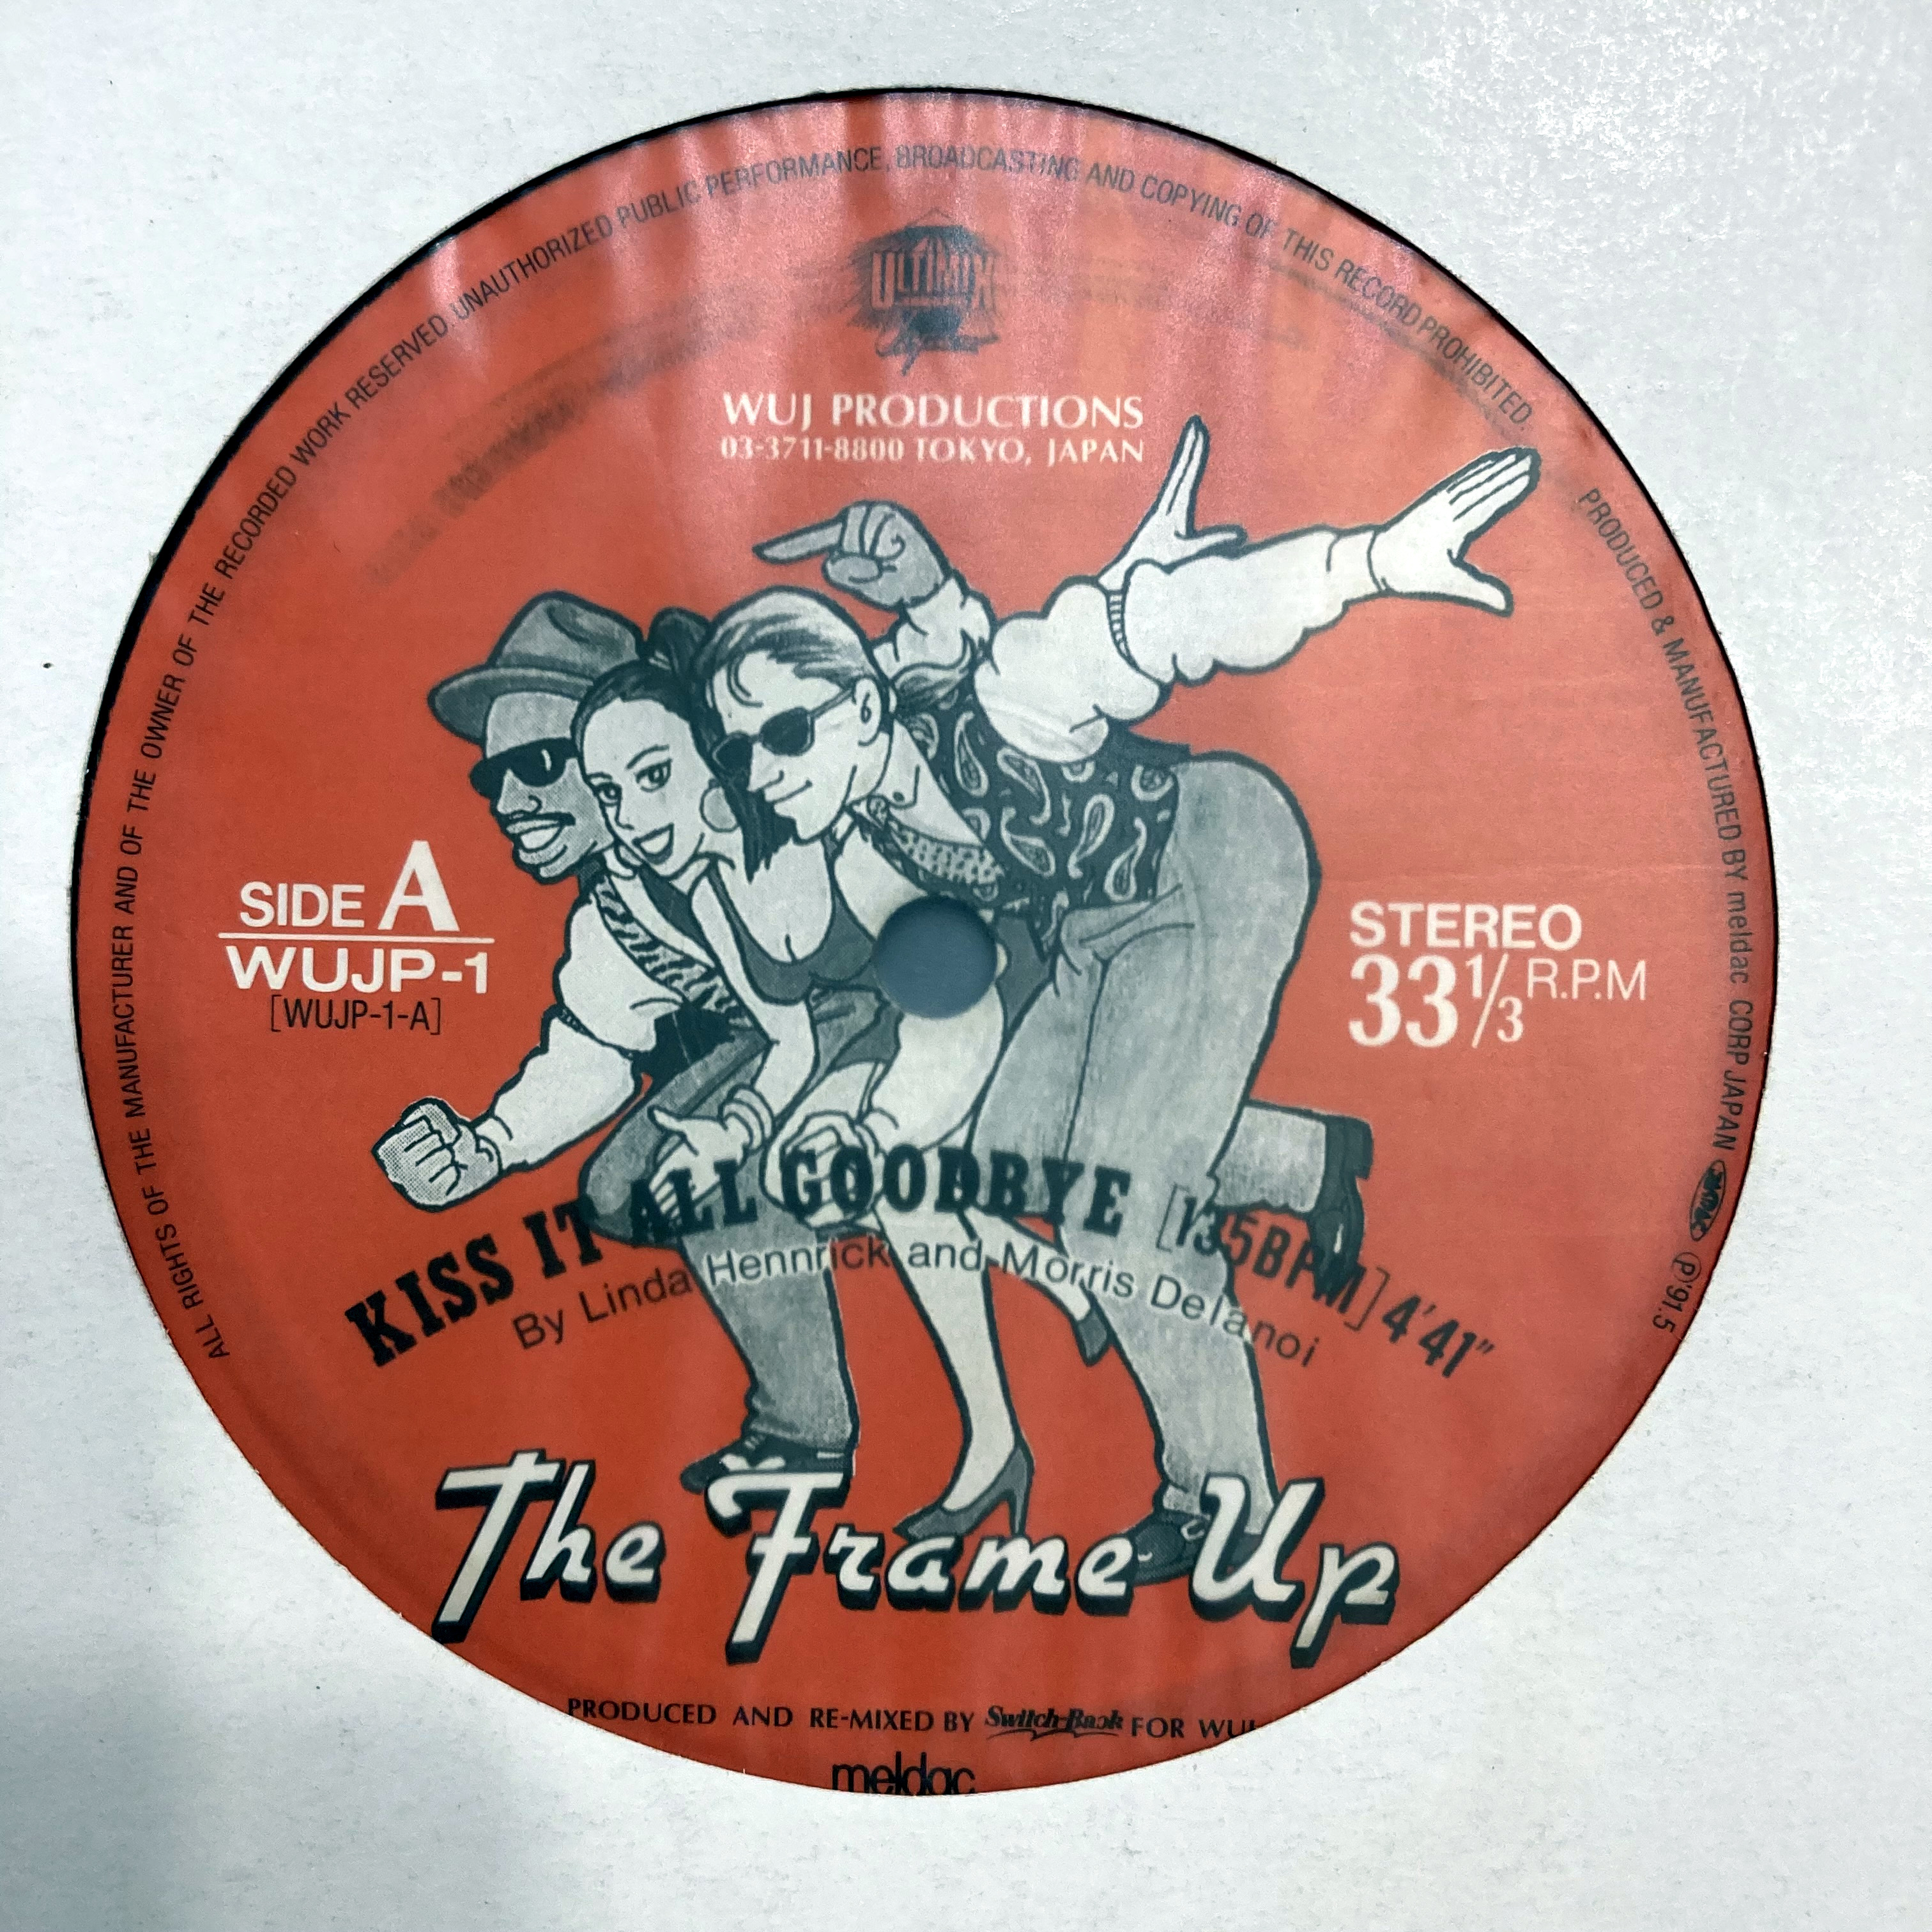 ALL RIGHTS OF THE MANUFACTURER AND OF THE OWNER OF THE RECORDED WORK RESERVED. UNAUTHORIZED PUBLIC PERFORMANCE, BROADCASTING AND COPYING OF THIS RECORD PROHIBITED.
PRODUCED & MANUFACTURED BY meldac CORP JAPAN
Ⓟ'91.5
ULTIMIX
WUJ PRODUCTIONS
03-3711-8800 TOKYO, JAPAN
SIDE A
WUJP-1
[WUJP-1-A]
STEREO
33 1/3 R.P.M
KISS IT ALL GOODBYE [135BPM] 4'41"
By Linda Hennrick and Morris Delanoi
The Frame Up
PRODUCED AND RE-MIXED BY Switch-Back FOR WUJ
meldac